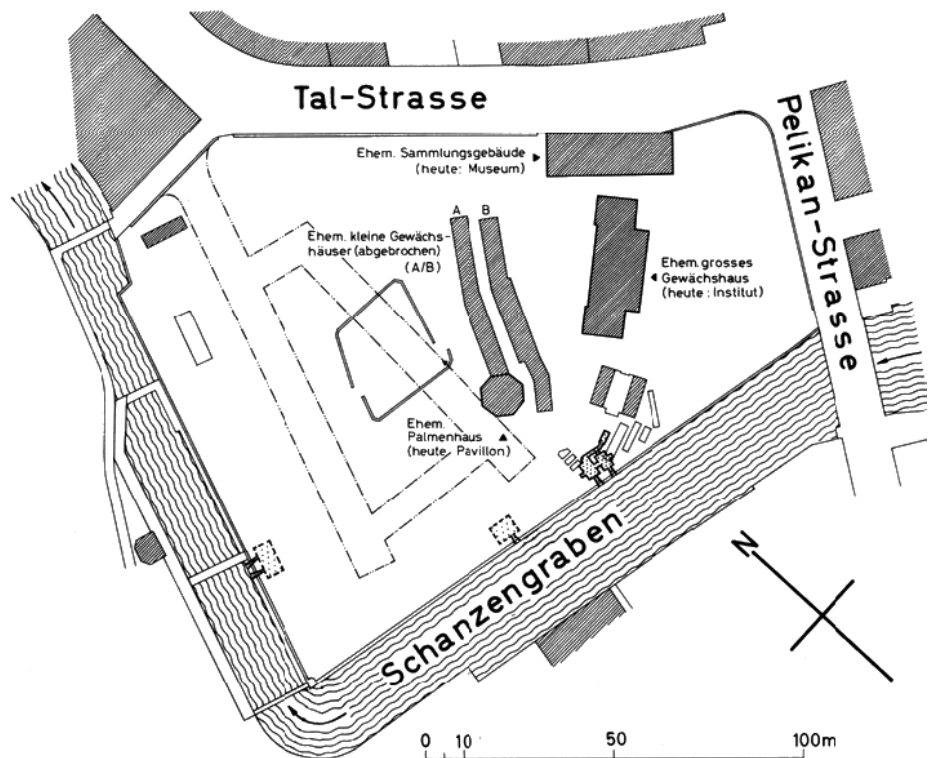 Tal-Strasse
Pelikan-Strasse
Ehem. Sammlungsgebäude
(heute: Museum)
A B
Ehem. kleine Gewächs-
häuser (abgebrochen)
(A/B)
Ehem. grosses
Gewächshaus
(heute: Institut)
Ehem.
Palmenhaus
(heute: Pavillon)
Schanzengraben
N
0 10 50 100m